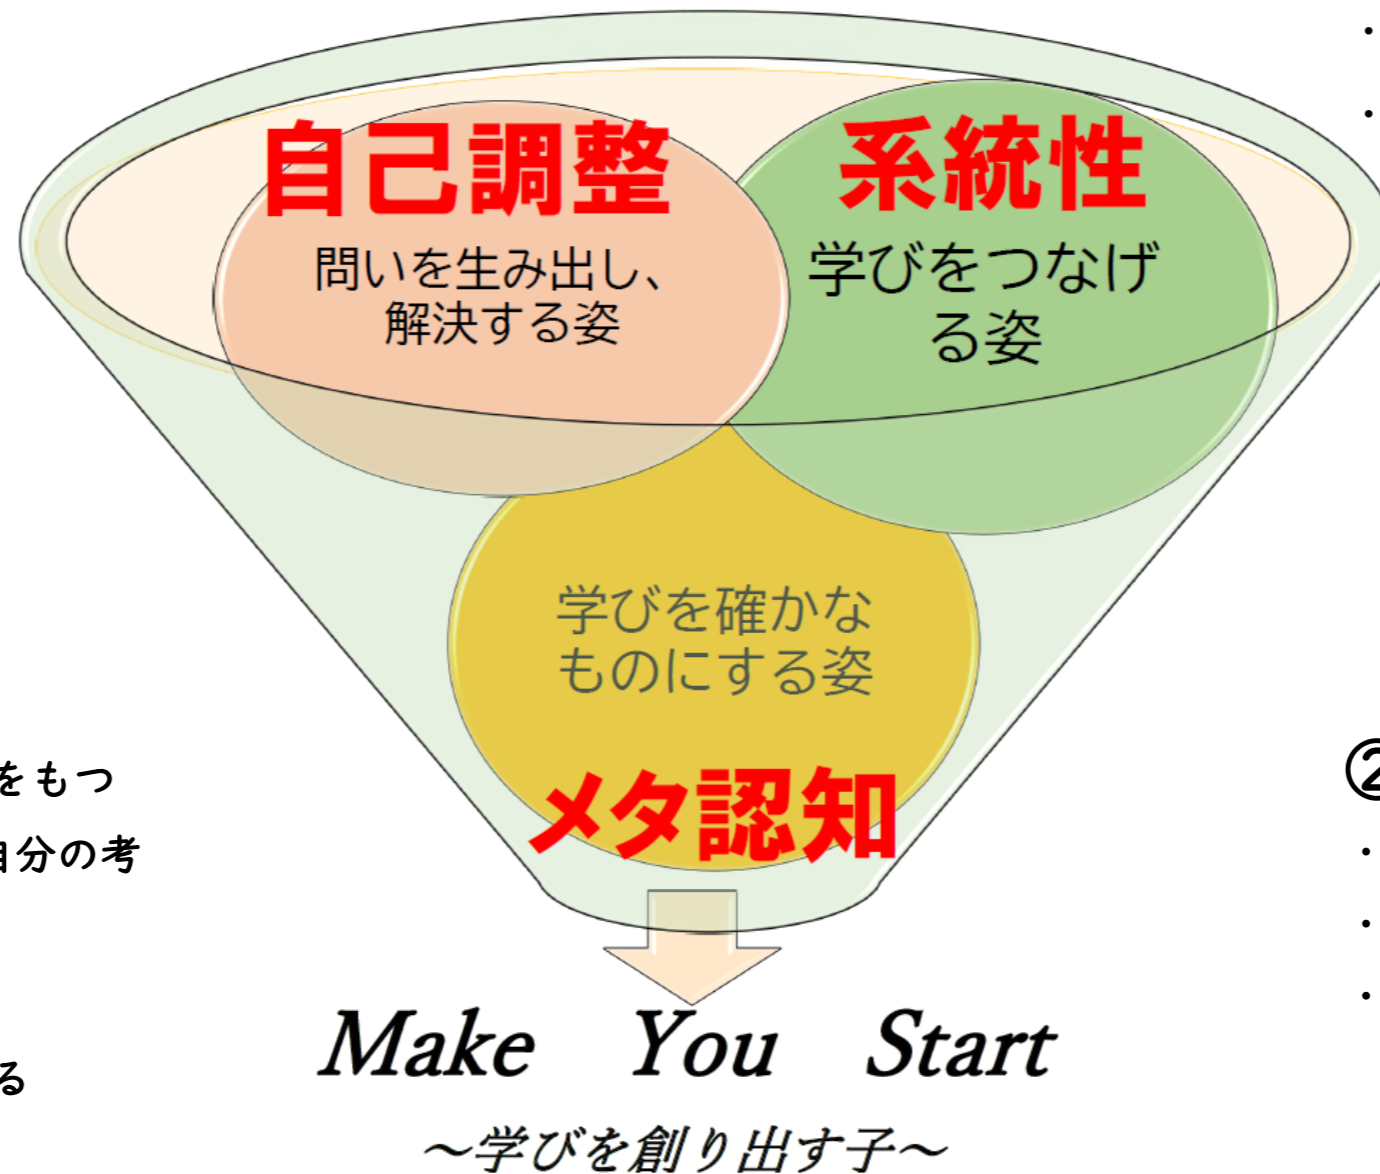 自己調整
問いを生み出し、
解決する姿
系統性
学びをつなげ
る姿
学びを確かな
ものにする姿
メタ認知
をもつ
自分の考
る
②
・
・
・
・
・
Make You Start
～学びを創り出す子～